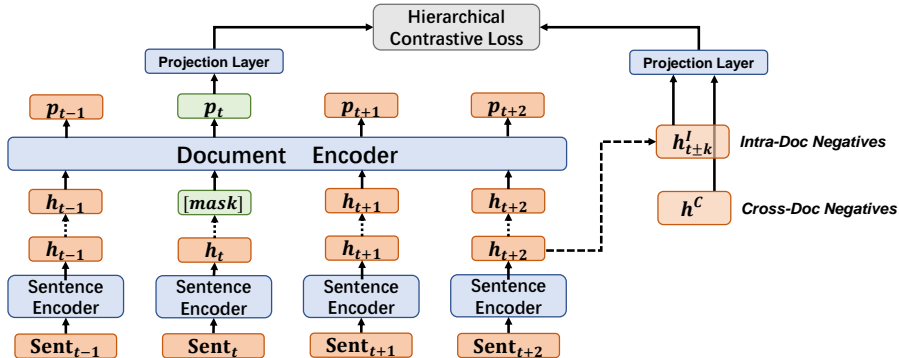 Hierarchical
Contrastive Loss
Projection Layer
Projection Layer
p_{t−1}
p_t
p_{t+1}
p_{t+2}
Document Encoder
h^I_{t±k}
Intra-Doc Negatives
h_{t−1}
[mask]
h_{t+1}
h_{t+2}
h^C
Cross-Doc Negatives
h_{t−1}
h_t
h_{t+1}
h_{t+2}
Sentence
Encoder
Sentence
Encoder
Sentence
Encoder
Sentence
Encoder
Sent_{t−1}
Sent_t
Sent_{t+1}
Sent_{t+2}